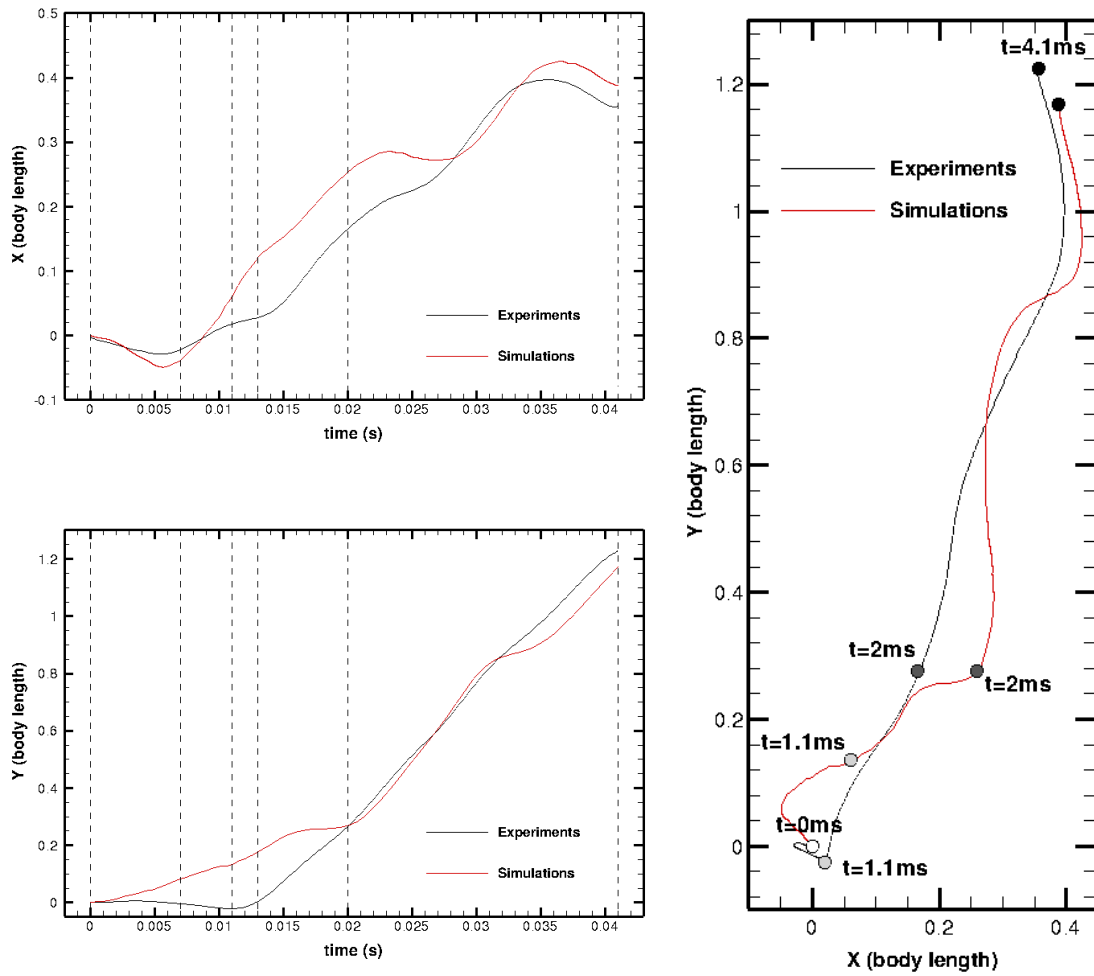 0.5
0.4
0.3
0.2
0.1
0
-0.1
X (body length)
Experiments
Simulations
0 0.005 0.01 0.015 0.02 0.025 0.03 0.035 0.04
time (s)
1.2
1
0.8
0.6
0.4
0.2
0
Y (body length)
Experiments
Simulations
0 0.005 0.01 0.015 0.02 0.025 0.03 0.035 0.04
time (s)
t=4.1ms
1.2
Experiments
1
Simulations
0.8
Y (body length)
0.6
0.4
t=2ms
t=2ms
0.2
t=1.1ms
t=0ms
0
t=1.1ms
0 0.2 0.4
X (body length)